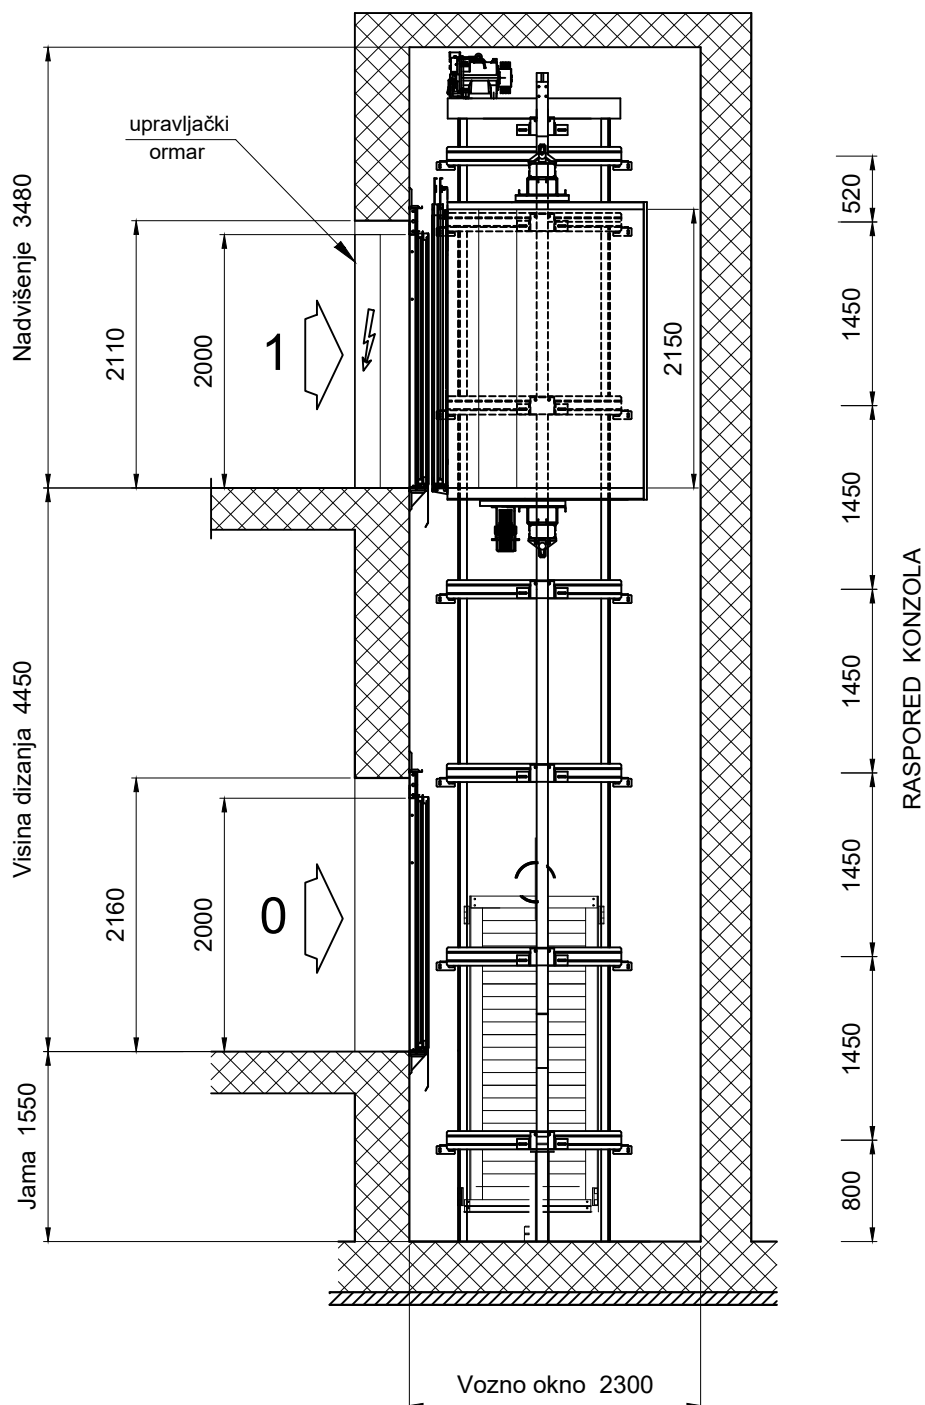 upravljački
ormar
Nadvišenje 3480
2110
2000
1
2150
520
1450
1450
1450
1450
1450
800
RASPORED KONZOLA
Visina dizanja 4450
2160
2000
0
Jama 1550
Vozno okno 2300